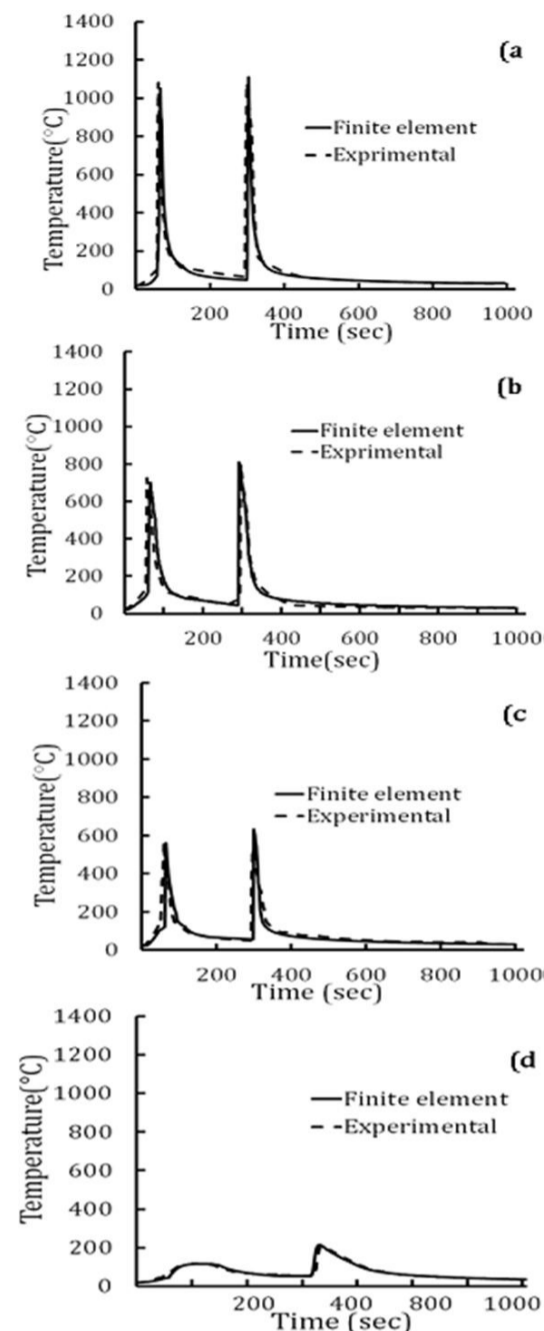 1400
(a
1200
1000
Finite element
800
Exprimental
600
400
200
0
Temperature(°C)
200 400 600 800 1000
Time (sec)
1400
(b
1200
1000
Finite element
Exprimental
800
600
400
200
0
Temperature(°C)
200 400 600 800 1000
Time(sec)
1400
(c
1200
1000
Finite element
800
Experimental
600
400
200
0
Temperature(°C)
200 400 600 800 1000
Time (sec)
1400
(d
1200
1000
Finite element
800
Experimental
600
400
200
0
Temperature(°C)
200 400 800 1000
Time (sec)